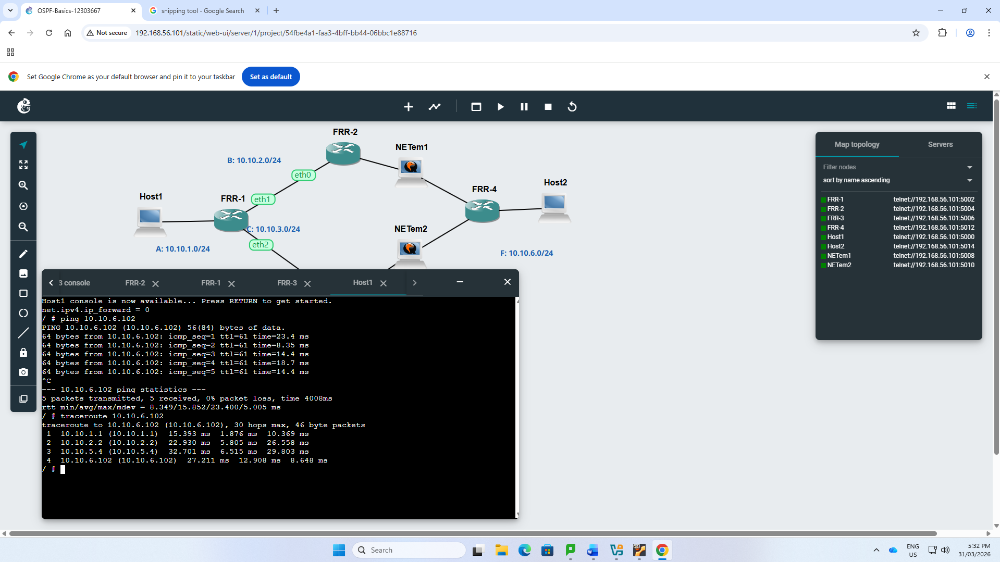 OSPF-Basics-12303667
snipping tool - Google Search
Not secure
192.168.56.101/static/web-ui/server/1/project/54fbe4a1-faa3-4bff-bb44-06bbc1e88716
Set Google Chrome as your default browser and pin it to your taskbar
Set as default
FRR-2
NETem1
B: 10.10.2.0/24
eth0
Host1
FRR-1
eth1
FRR-4
Host2
C: 10.10.3.0/24
NETem2
eth2
A: 10.10.1.0/24
F: 10.10.6.0/24
Map topology
Servers
Filter nodes
sort by name ascending
FRR-1 telnet://192.168.56.101:5002
FRR-2 telnet://192.168.56.101:5004
FRR-3 telnet://192.168.56.101:5006
FRR-4 telnet://192.168.56.101:5012
Host1 telnet://192.168.56.101:5000
Host2 telnet://192.168.56.101:5014
NETem1 telnet://192.168.56.101:5008
NETem2 telnet://192.168.56.101:5010
3 console
FRR-2
FRR-1
FRR-3
Host1
Host1 console is now available... Press RETURN to get started.
net.ipv4.ip_forward = 0
/ # ping 10.10.6.102
PING 10.10.6.102 (10.10.6.102) 56(84) bytes of data.
64 bytes from 10.10.6.102: icmp_seq=1 ttl=61 time=23.4 ms
64 bytes from 10.10.6.102: icmp_seq=2 ttl=61 time=8.35 ms
64 bytes from 10.10.6.102: icmp_seq=3 ttl=61 time=14.4 ms
64 bytes from 10.10.6.102: icmp_seq=4 ttl=61 time=18.7 ms
64 bytes from 10.10.6.102: icmp_seq=5 ttl=61 time=14.4 ms
^C
--- 10.10.6.102 ping statistics ---
5 packets transmitted, 5 received, 0% packet loss, time 4008ms
rtt min/avg/max/mdev = 8.349/15.852/23.400/5.005 ms
/ # traceroute 10.10.6.102
traceroute to 10.10.6.102 (10.10.6.102), 30 hops max, 46 byte packets
1 10.10.1.1 (10.10.1.1) 15.393 ms 1.876 ms 10.369 ms
2 10.10.2.2 (10.10.2.2) 22.930 ms 5.805 ms 26.558 ms
3 10.10.5.4 (10.10.5.4) 32.701 ms 6.515 ms 29.803 ms
4 10.10.6.102 (10.10.6.102) 27.211 ms 12.908 ms 8.648 ms
/ #
Search
ENG
US
5:32 PM
31/03/2026